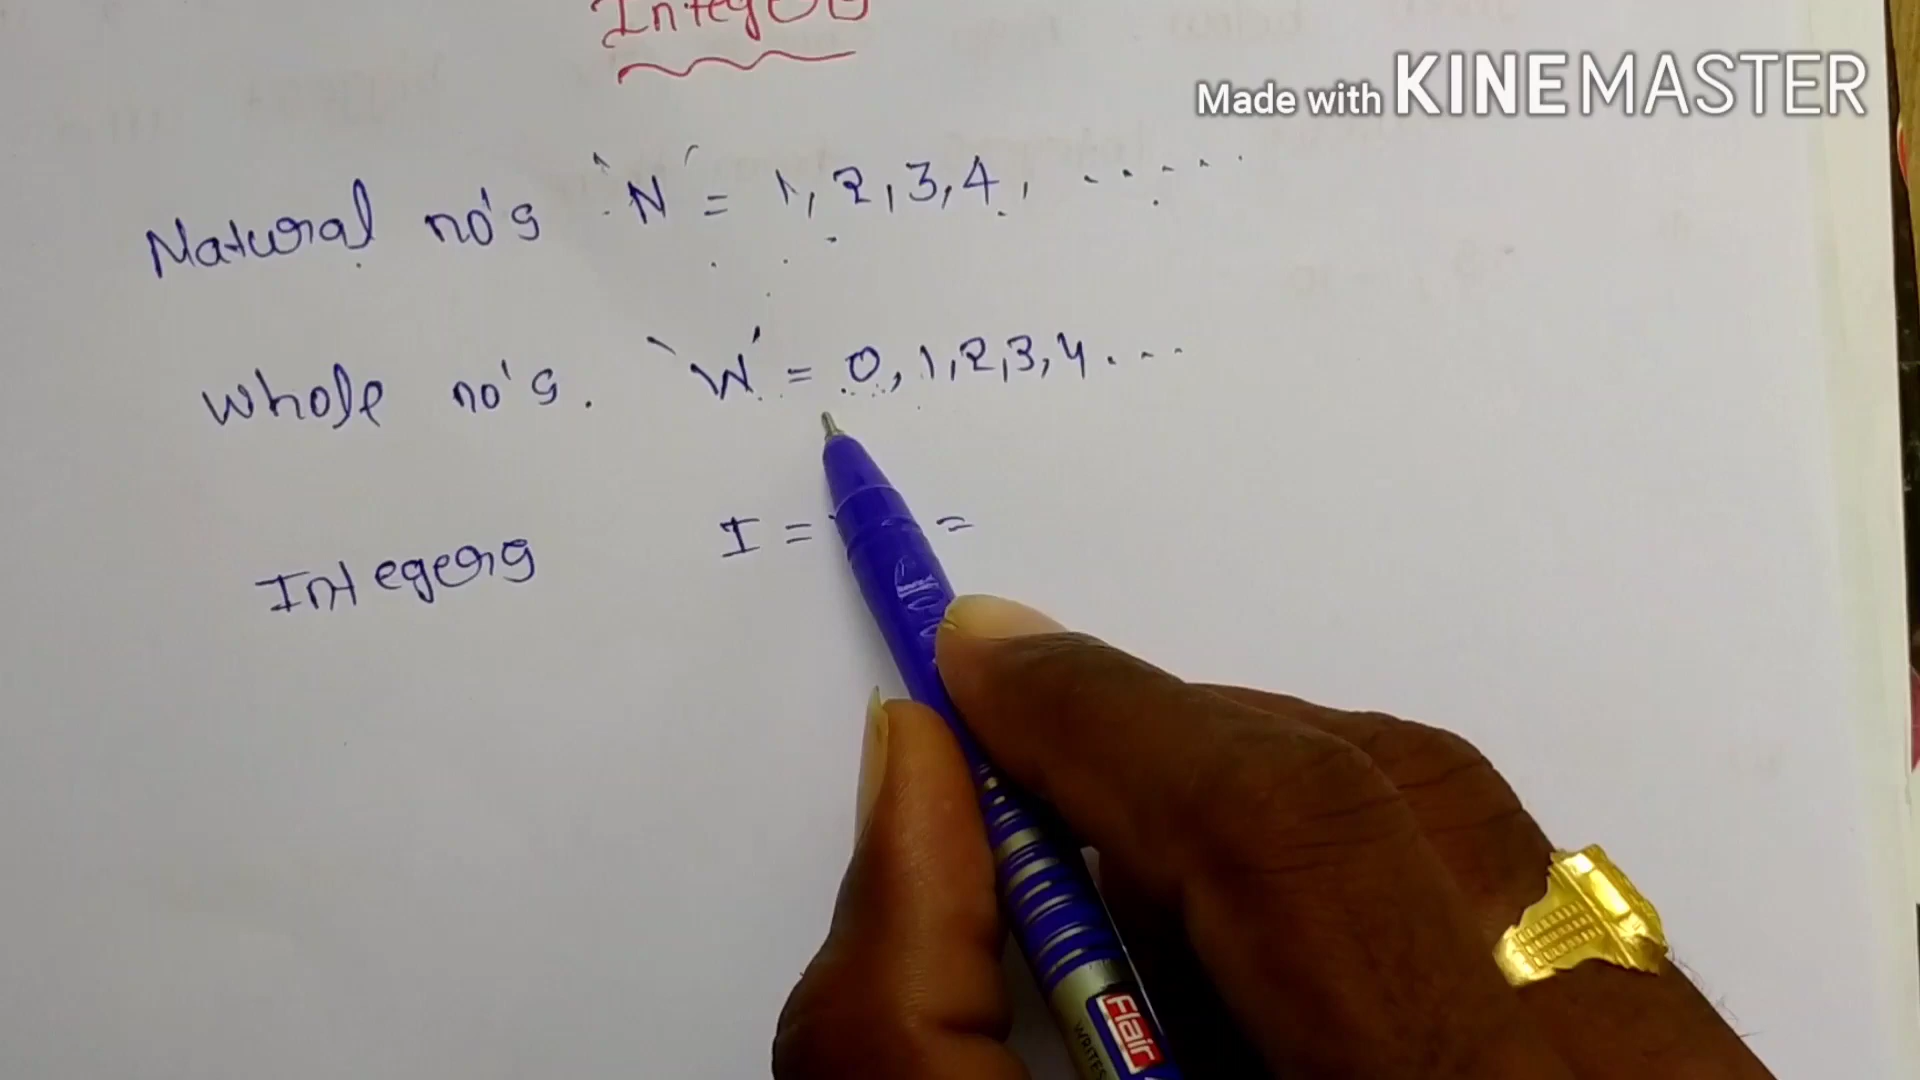 Integers
Made with KINEMASTER
Natural no's 'N' = 1, 2, 3, 4, .....
Whole no's. 'W' = 0, 1, 2, 3, 4 ...
Integers I = =
Flair
WRITES